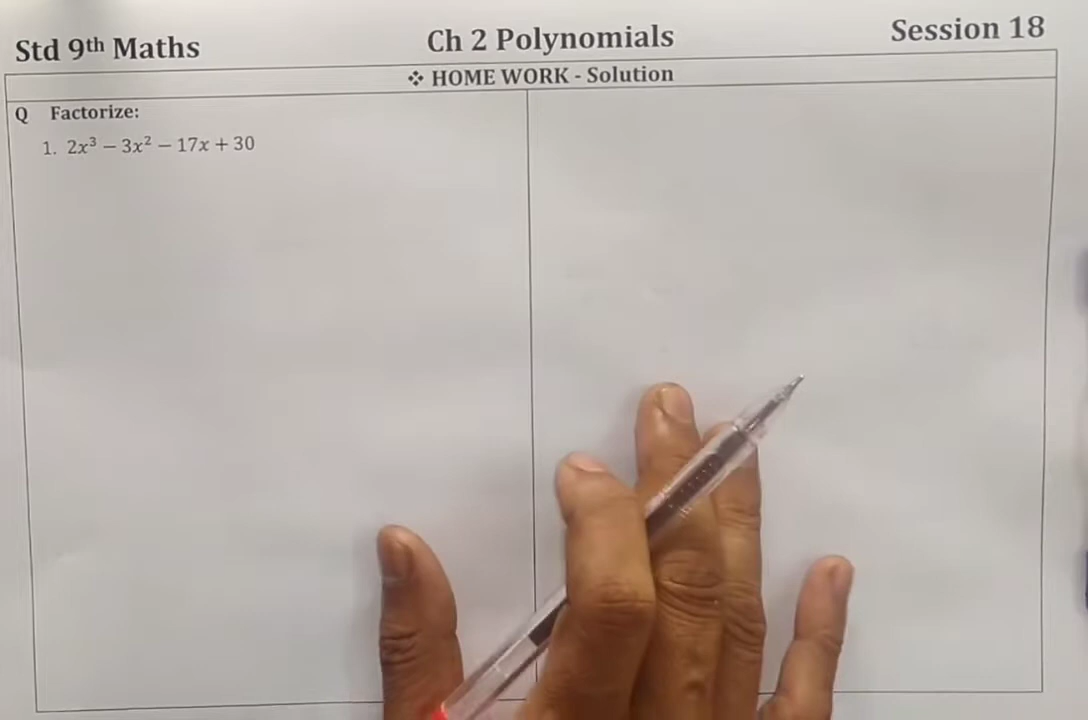 Std 9th Maths
Ch 2 Polynomials
Session 18
❖ HOME WORK - Solution
Q Factorize:
1. 2x³ – 3x² – 17x + 30